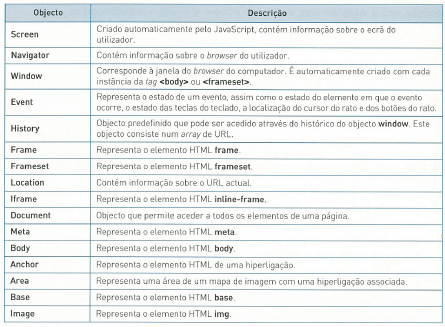 Objecto Descrição
Screen Criado automaticamente pelo JavaScript, contém informação sobre o ecrã do
utilizador.
Navigator Contém informação sobre o browser do utilizador.
Window Corresponde à janela do browser do computador. É automaticamente criado com cada
instância da tag <body> ou <frameset>.
Event Representa o estado de um evento, assim como o estado do elemento em que o evento
ocorre, o estado das teclas do teclado, a localização do cursor do rato e dos botões do rato.
History Objecto predefinido que pode ser acedido através do histórico do objecto window. Este
objecto consiste num array de URL.
Frame Representa o elemento HTML frame.
Frameset Representa o elemento HTML frameset.
Location Contém informação sobre o URL actual.
Iframe Representa o elemento HTML inline-frame.
Document Objecto que permite aceder a todos os elementos de uma página.
Meta Representa o elemento HTML meta.
Body Representa o elemento HTML body.
Anchor Representa o elemento HTML de uma hiperligação.
Area Representa uma área de um mapa de imagem com uma hiperligação associada.
Base Representa o elemento HTML base.
Image Representa o elemento HTML img.